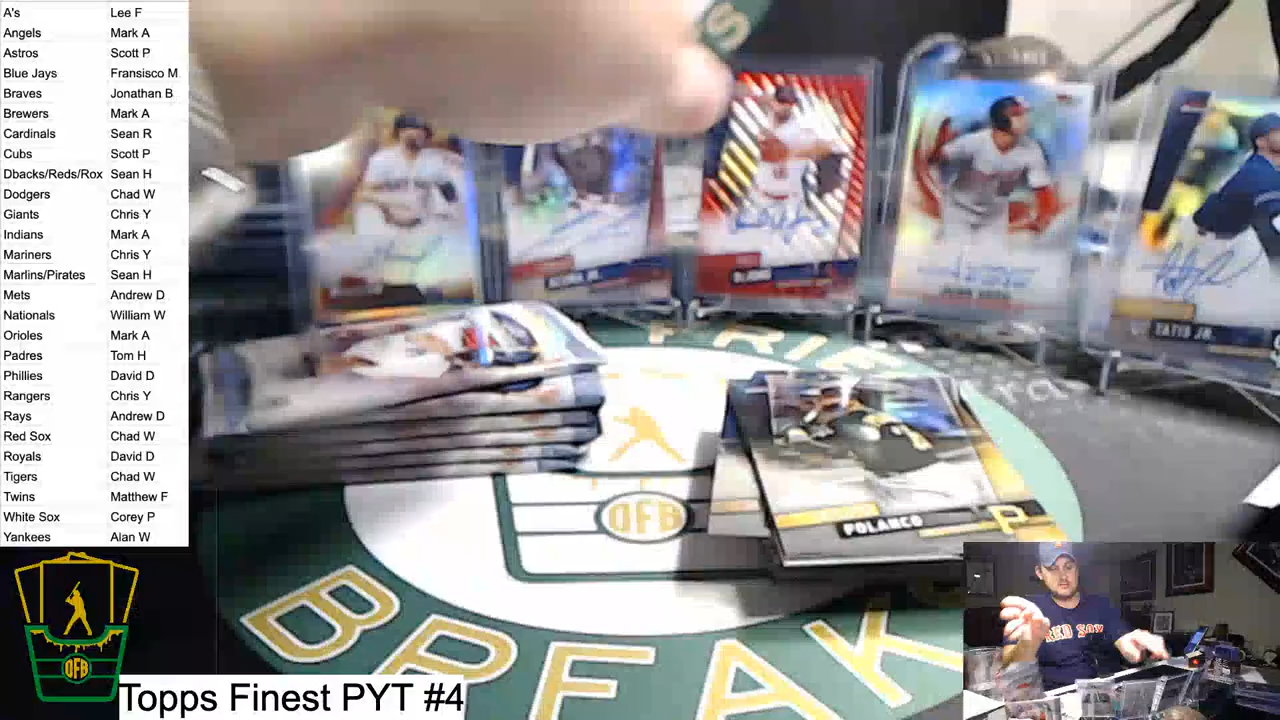 A's Lee F
Angels Mark A
Astros Scott P
Blue Jays Fransisco M
Braves Jonathan B
Brewers Mark A
Cardinals Sean R
Cubs Scott P
Dbacks/Reds/Rox Sean H
Dodgers Chad W
Giants Chris Y
Indians Mark A
Mariners Chris Y
Marlins/Pirates Sean H
Mets Andrew D
Nationals William W
Orioles Mark A
Padres Tom H
Phillies David D
Rangers Chris Y
Rays Andrew D
Red Sox Chad W
Royals David D
Tigers Chad W
Twins Matthew F
White Sox Corey P
Yankees Alan W
TATIS JR.
FRIE
OFB
POLANCO
P
BREAK
RED SOX
OFB
Topps Finest PYT #4